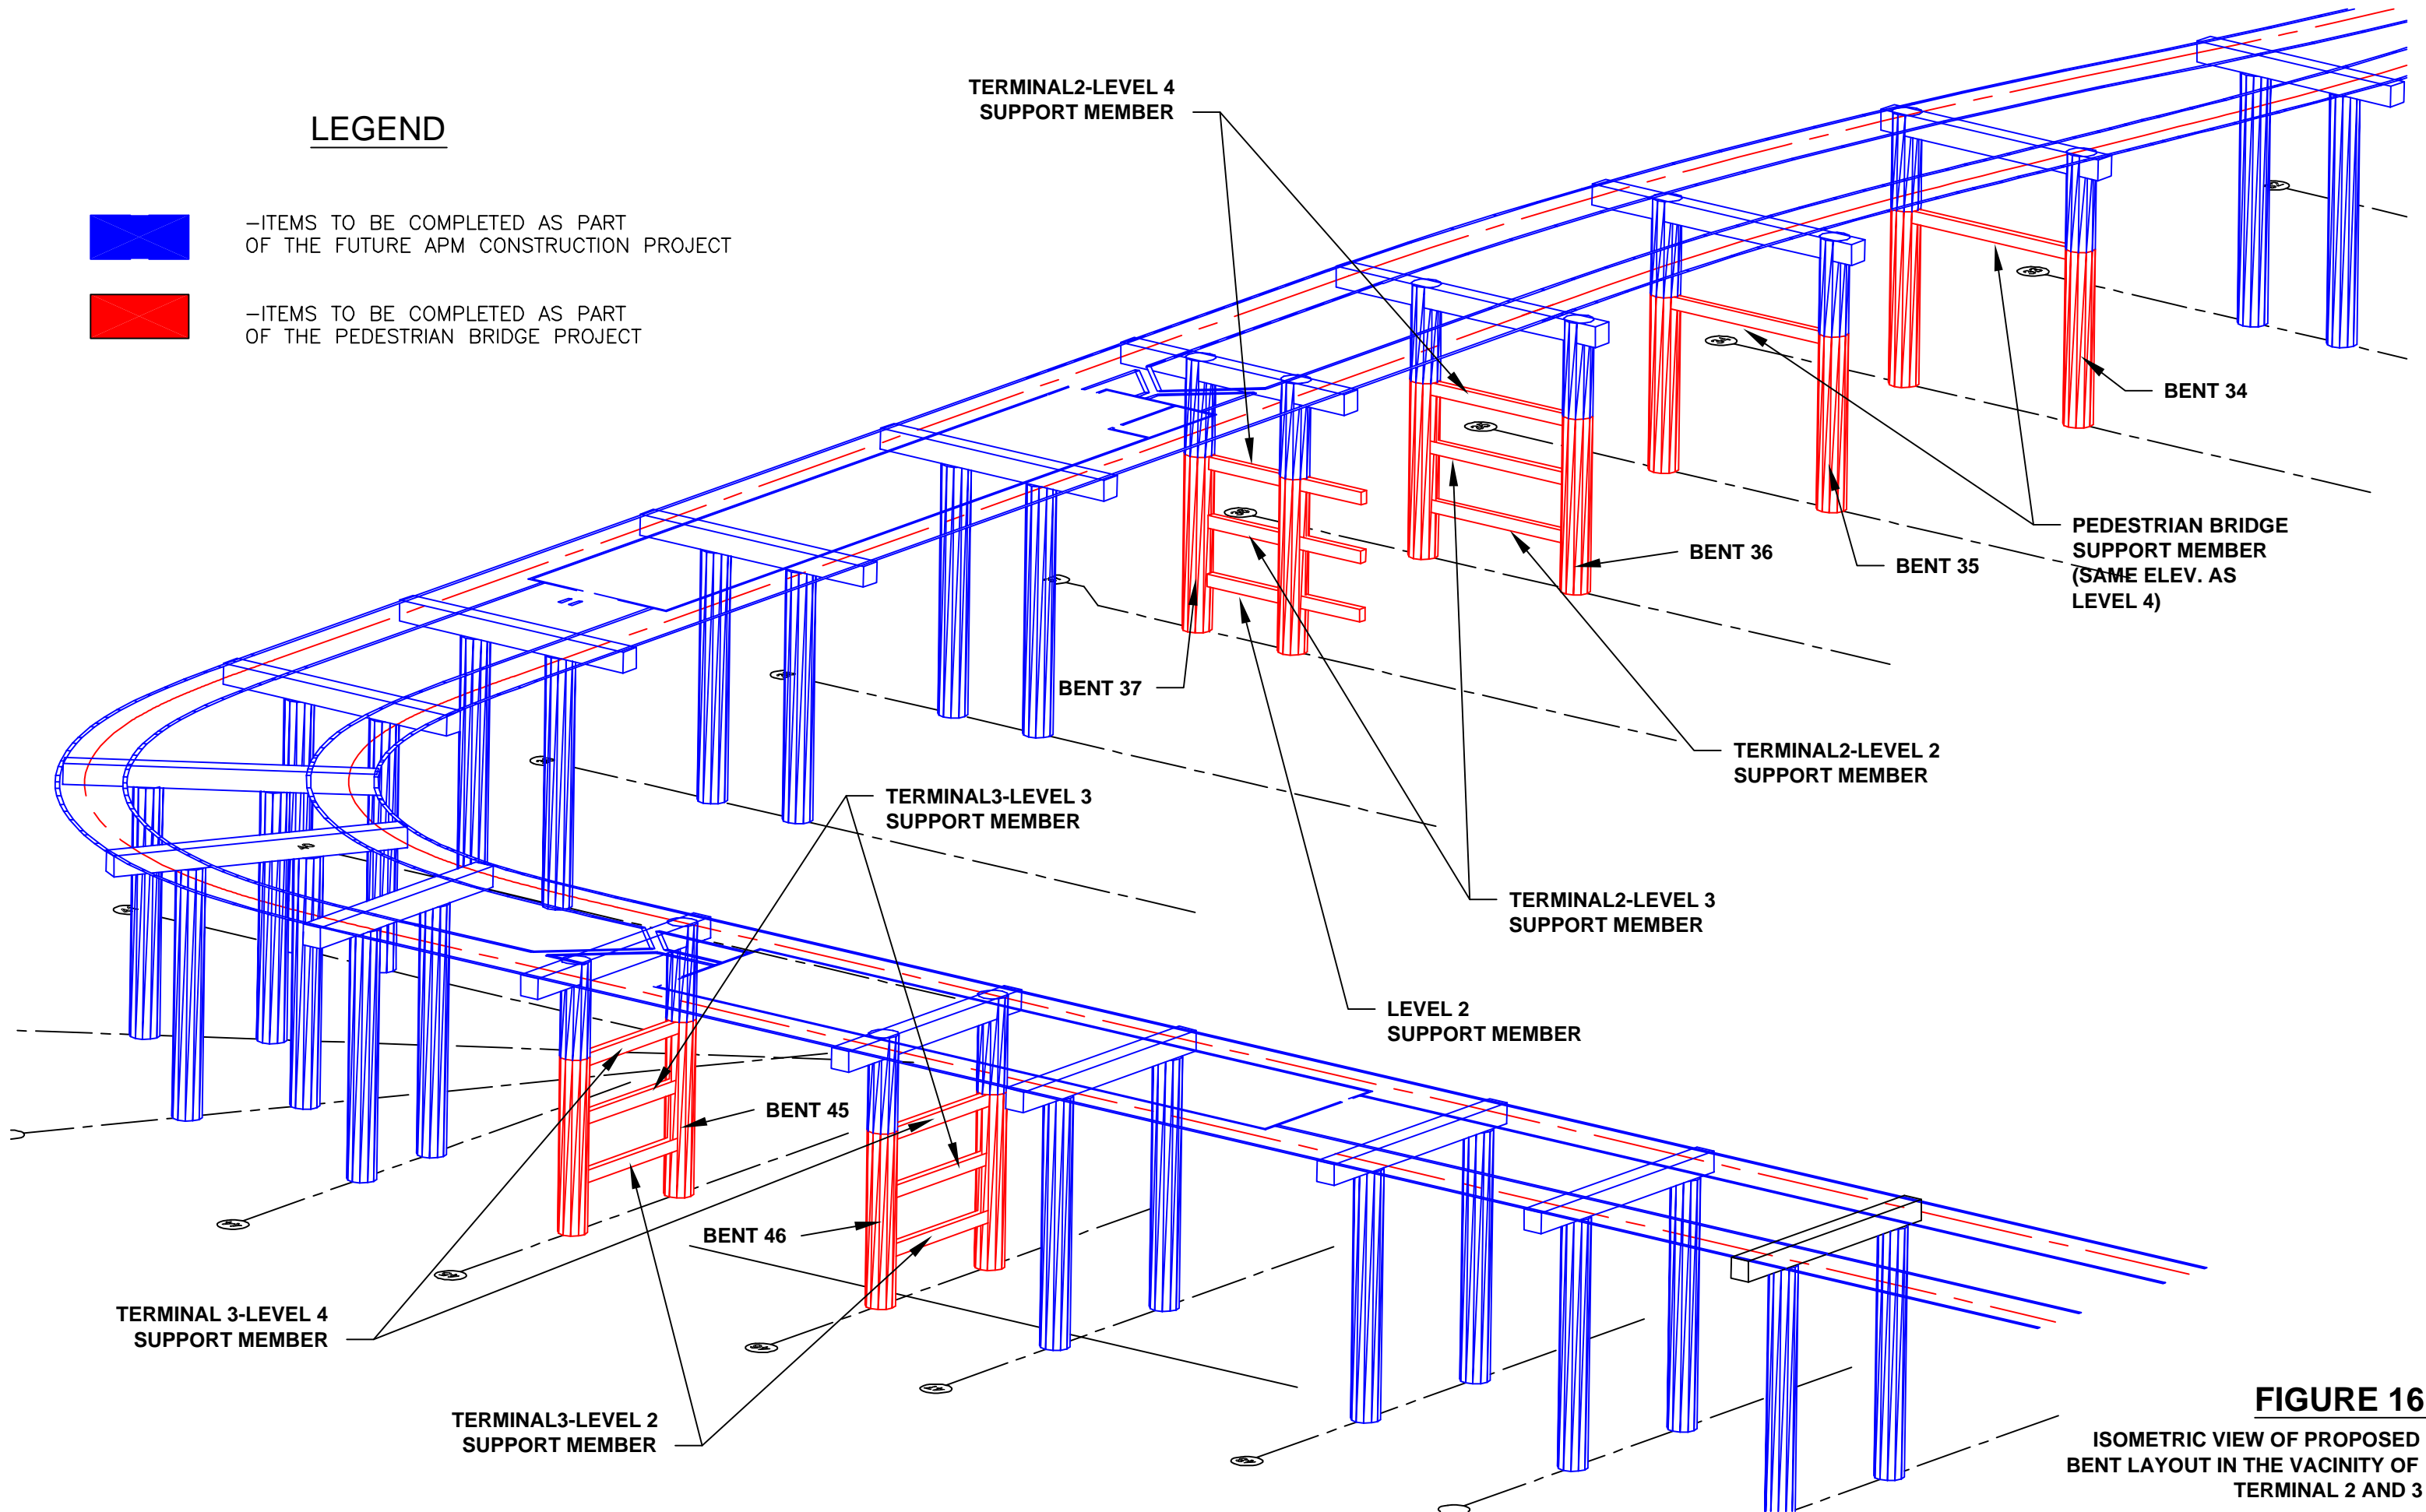 LEGEND
-ITEMS TO BE COMPLETED AS PART
OF THE FUTURE APM CONSTRUCTION PROJECT
-ITEMS TO BE COMPLETED AS PART
OF THE PEDESTRIAN BRIDGE PROJECT
TERMINAL2-LEVEL 4
SUPPORT MEMBER
BENT 34
PEDESTRIAN BRIDGE
SUPPORT MEMBER
(SAME ELEV. AS
LEVEL 4)
BENT 35
BENT 36
BENT 37
TERMINAL2-LEVEL 2
SUPPORT MEMBER
TERMINAL3-LEVEL 3
SUPPORT MEMBER
TERMINAL2-LEVEL 3
SUPPORT MEMBER
LEVEL 2
SUPPORT MEMBER
BENT 45
BENT 46
TERMINAL 3-LEVEL 4
SUPPORT MEMBER
TERMINAL3-LEVEL 2
SUPPORT MEMBER
FIGURE 16
ISOMETRIC VIEW OF PROPOSED
BENT LAYOUT IN THE VACINITY OF
TERMINAL 2 AND 3